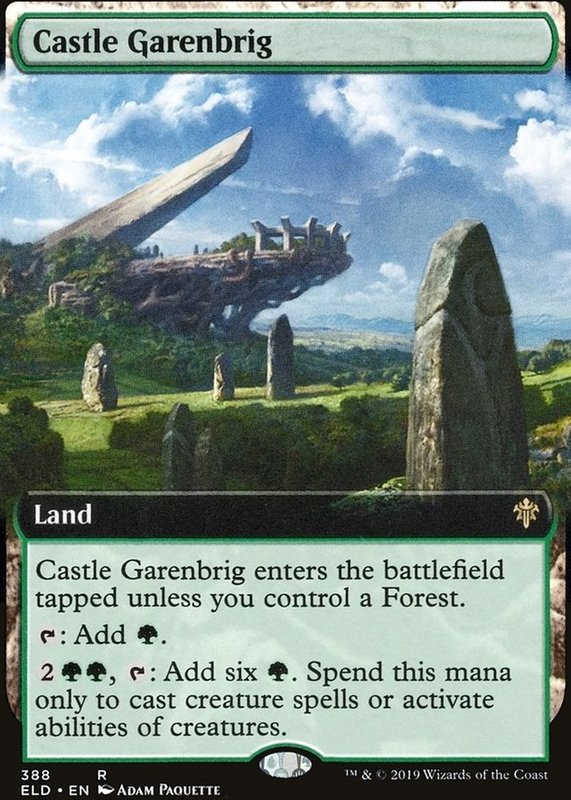 Castle Garenbrig
Land
Castle Garenbrig enters the battlefield
tapped unless you control a Forest.
: Add .
2 , : Add six . Spend this mana
only to cast creature spells or activate
abilities of creatures.
388 R
ELD • EN Adam Paquette
™ & © 2019 Wizards of the Coast